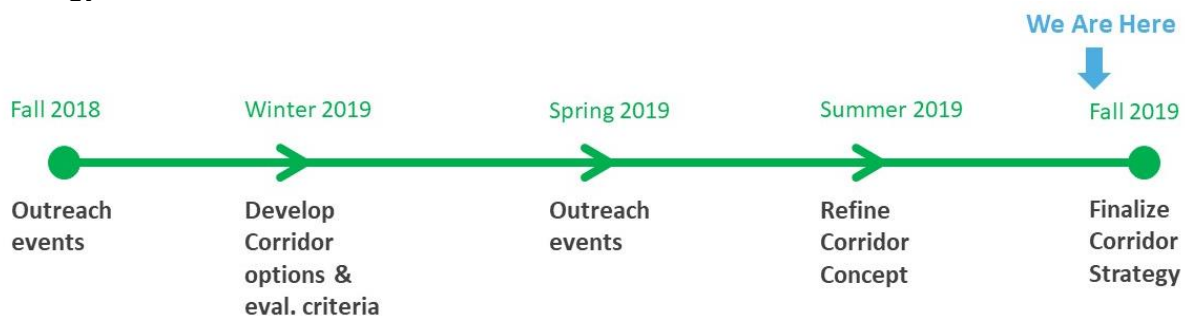 We Are Here
Fall 2018
Winter 2019
Spring 2019
Summer 2019
Fall 2019
Outreach
events
Develop
Corridor
options &
eval. criteria
Outreach
events
Refine
Corridor
Concept
Finalize
Corridor
Strategy